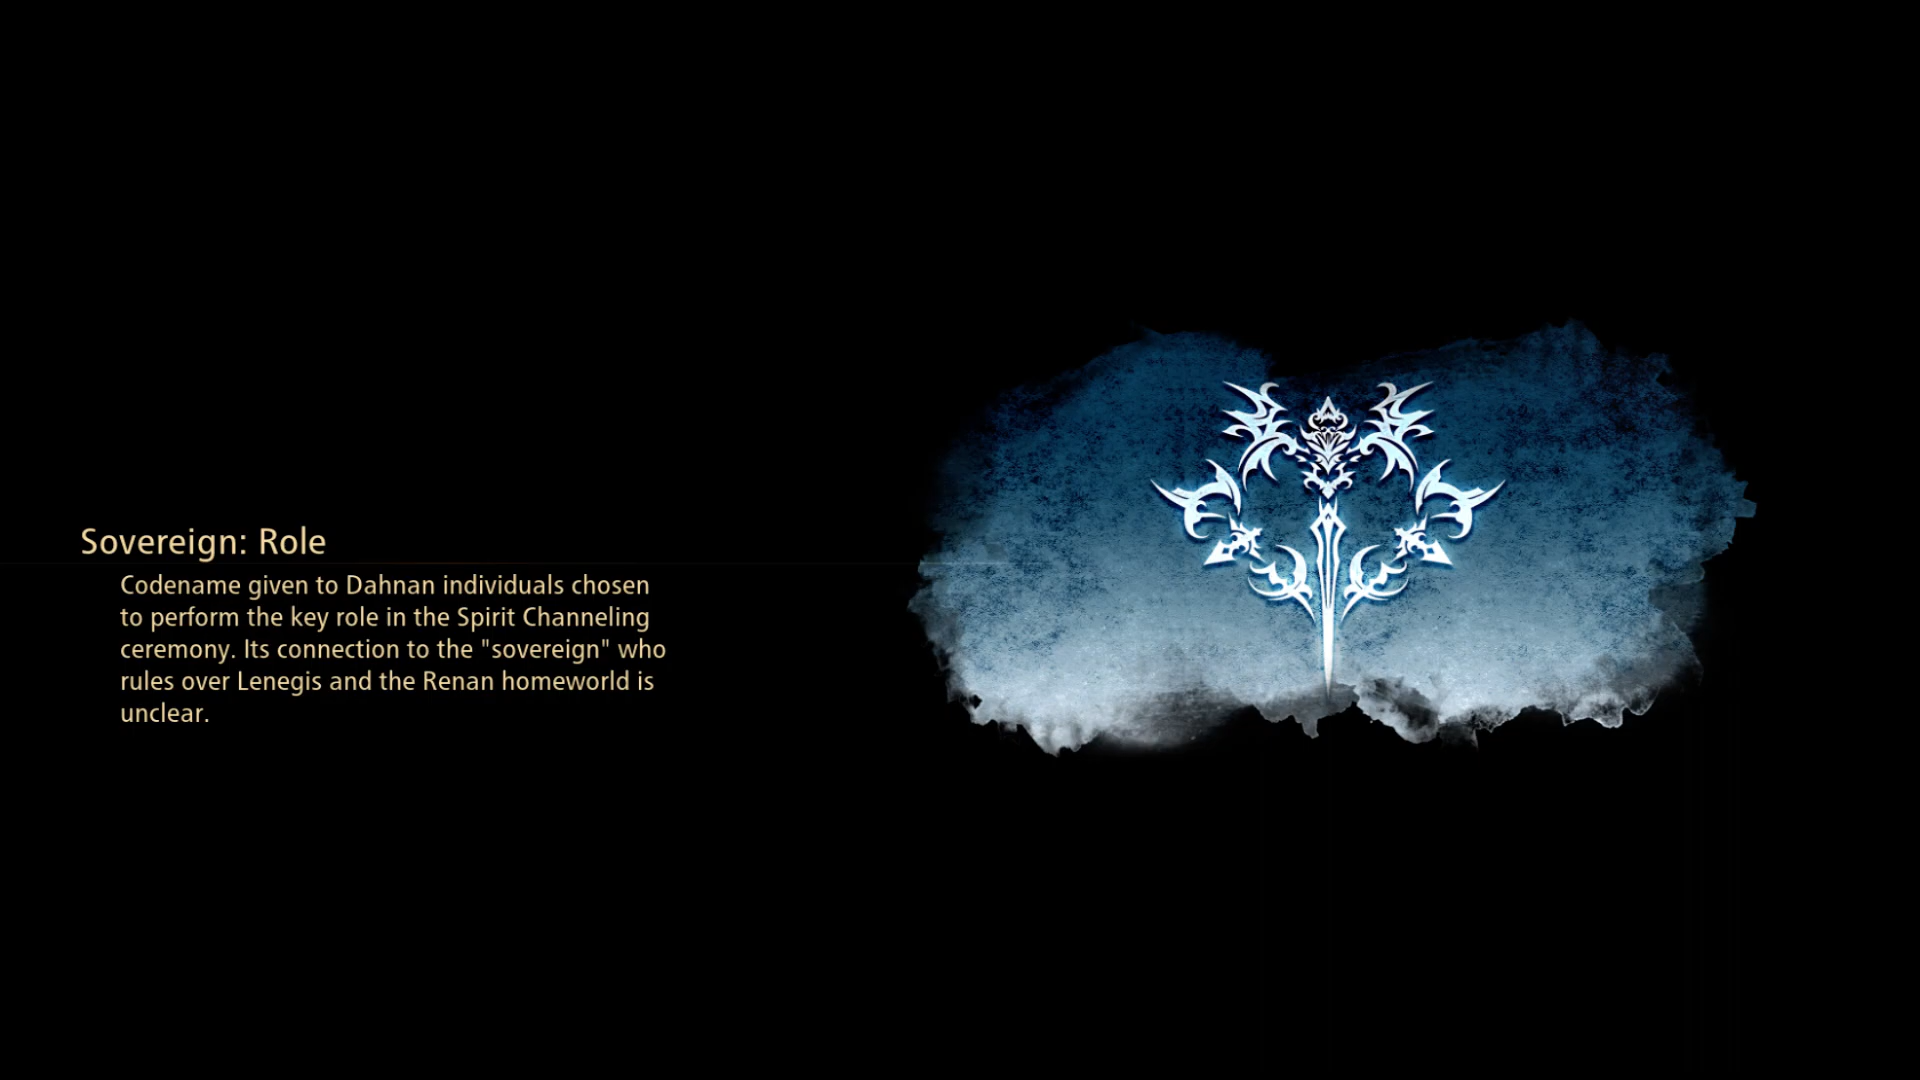 Sovereign: Role
Codename given to Dahnan individuals chosen
to perform the key role in the Spirit Channeling
ceremony. Its connection to the "sovereign" who
rules over Lenegis and the Renan homeworld is
unclear.